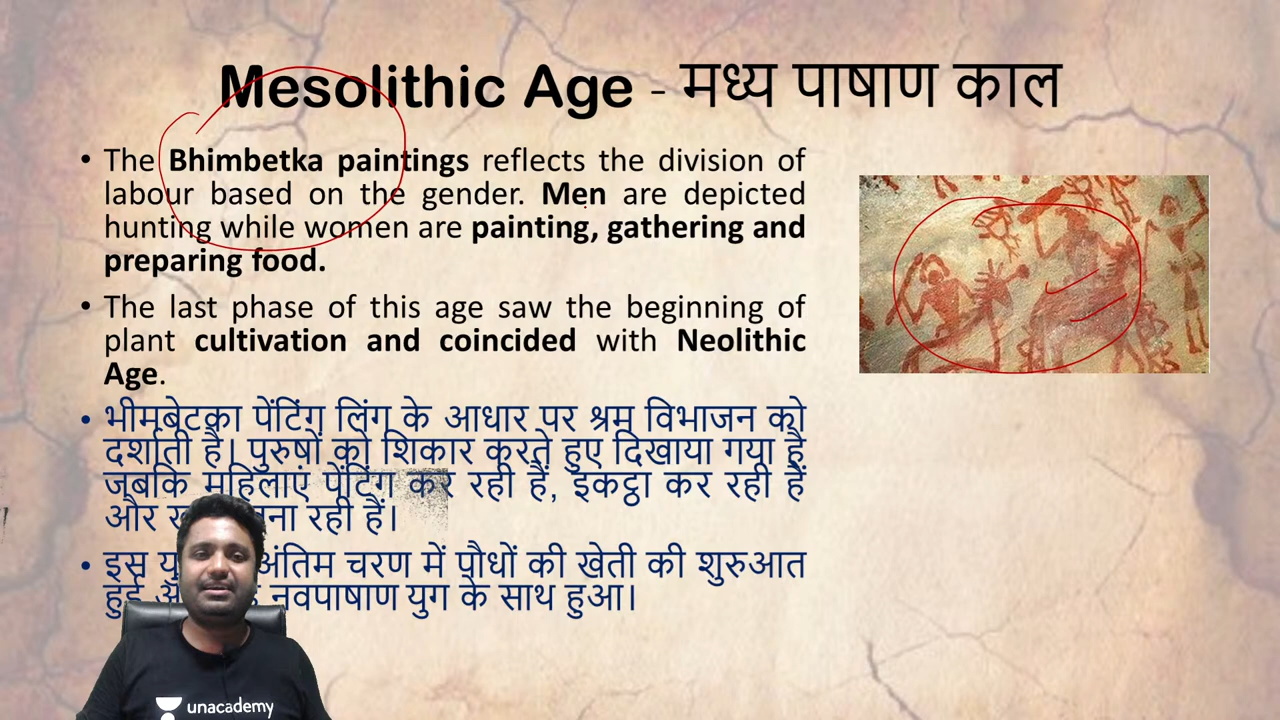 Mesolithic Age - मध्य पाषाण काल
• The Bhimbetka paintings reflects the division of
labour based on the gender. Men are depicted
hunting while women are painting, gathering and
preparing food.
• The last phase of this age saw the beginning of
plant cultivation and coincided with Neolithic
Age.
• भीमबेटका पेंटिंग लिंग के आधार पर श्रम विभाजन को
दर्शाती है। पुरुषों को शिकार करते हुए दिखाया गया है
जबकि महिलाएं पेंटिंग कर रही हैं, इकट्ठा कर रही हैं
और रही हैं।
• इस अंतिम चरण में पौधों की खेती की शुरुआत
हुई नवपाषाण युग के साथ हुआ।
unacademy